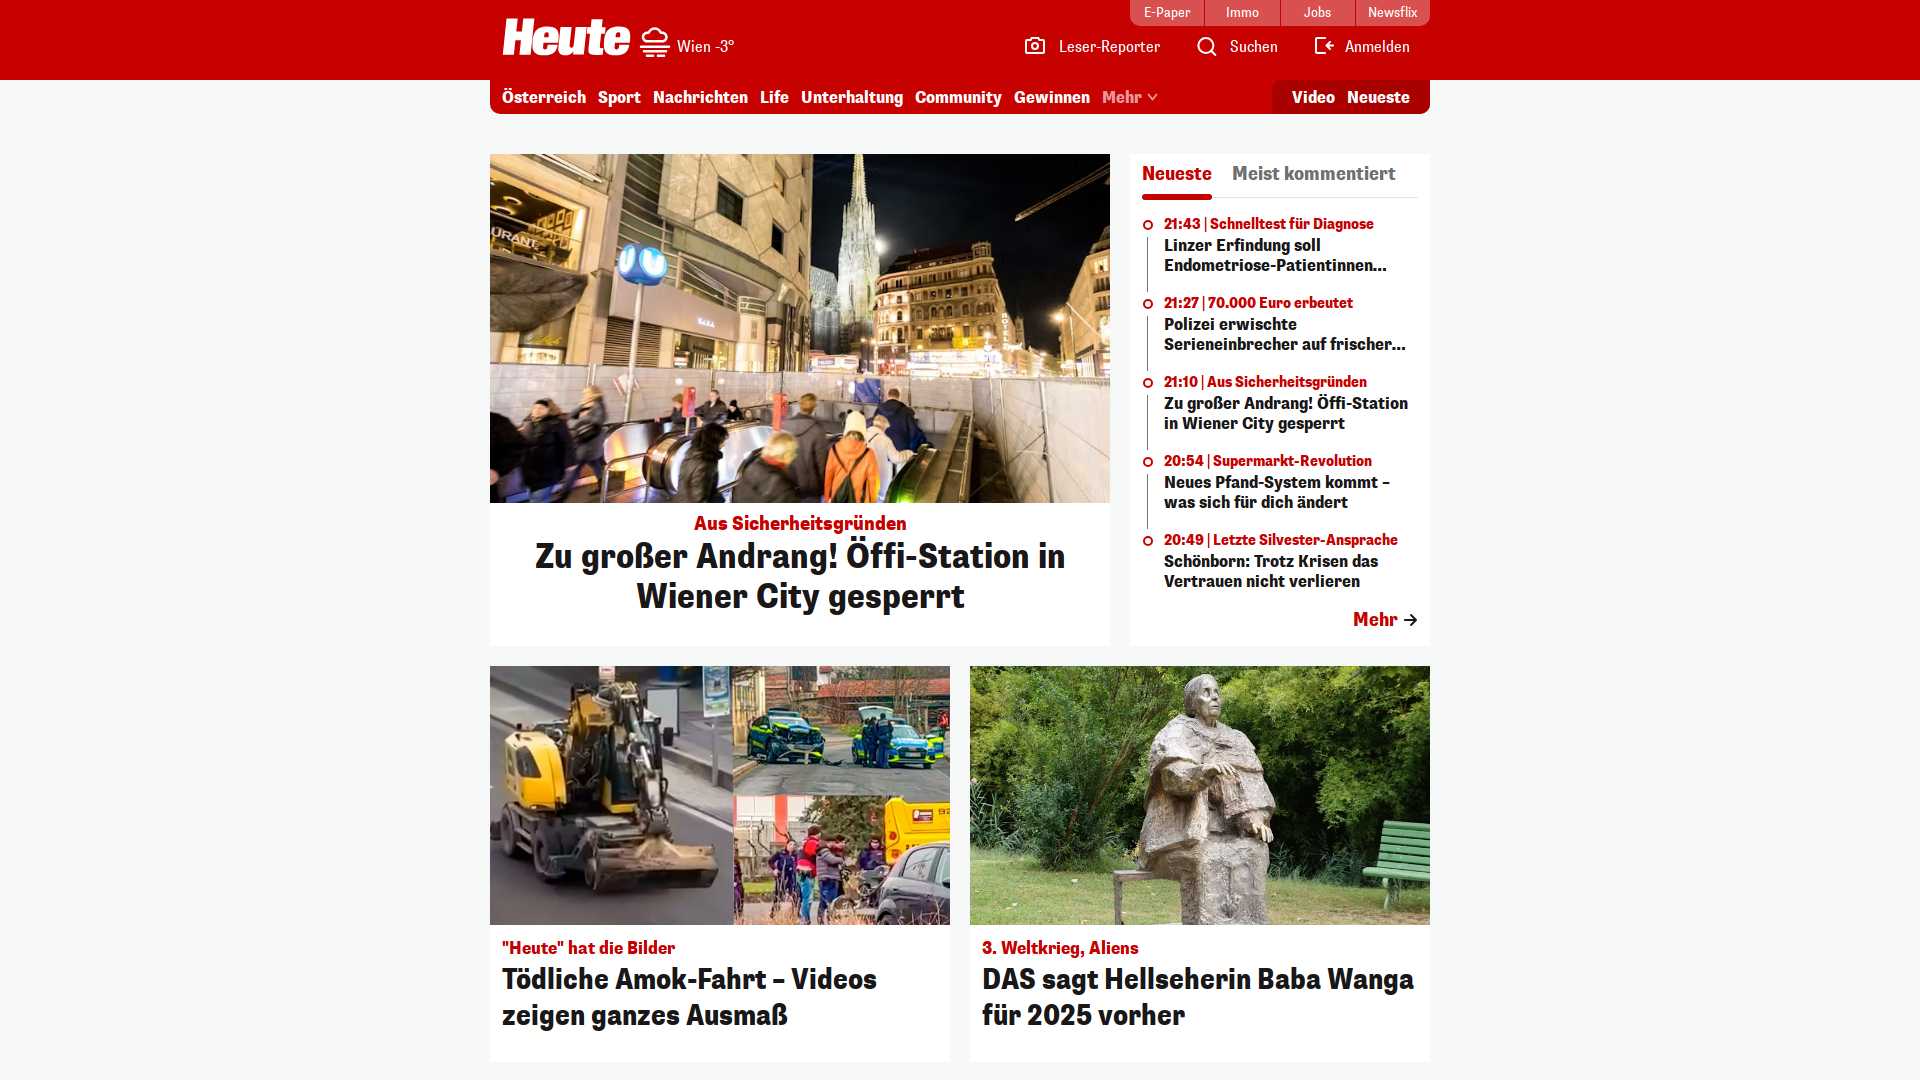 E-Paper
Immo
Jobs
Newsflix
Heute
Wien -3°
Leser-Reporter
Suchen
Anmelden
Österreich
Sport
Nachrichten
Life
Unterhaltung
Community
Gewinnen
Mehr
Video
Neueste
Aus Sicherheitsgründen
Zu großer Andrang! Öffi-Station in
Wiener City gesperrt
Neueste
Meist kommentiert
21:43 | Schnelltest für Diagnose
Linzer Erfindung soll
Endometriose-Patientinnen...
21:27 | 70.000 Euro erbeutet
Polizei erwischte
Serieneinbrecher auf frischer...
21:10 | Aus Sicherheitsgründen
Zu großer Andrang! Öffi-Station
in Wiener City gesperrt
20:54 | Supermarkt-Revolution
Neues Pfand-System kommt –
was sich für dich ändert
20:49 | Letzte Silvester-Ansprache
Schönborn: Trotz Krisen das
Vertrauen nicht verlieren
Mehr
"Heute" hat die Bilder
Tödliche Amok-Fahrt – Videos
zeigen ganzes Ausmaß
3. Weltkrieg, Aliens
DAS sagt Hellseherin Baba Wanga
für 2025 vorher